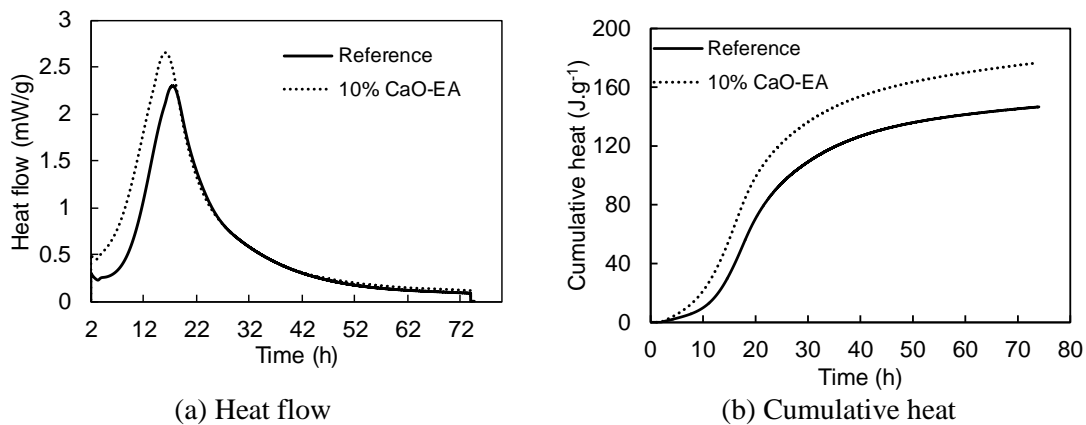 3
2.5
2
1.5
1
0.5
0
Heat flow (mW/g)
Reference
10% CaO-EA
2 12 22 32 42 52 62 72
Time (h)
(a) Heat flow
200
160
120
80
40
0
Cumulative heat (J.g⁻¹)
Reference
10% CaO-EA
0 10 20 30 40 50 60 70 80
Time (h)
(b) Cumulative heat